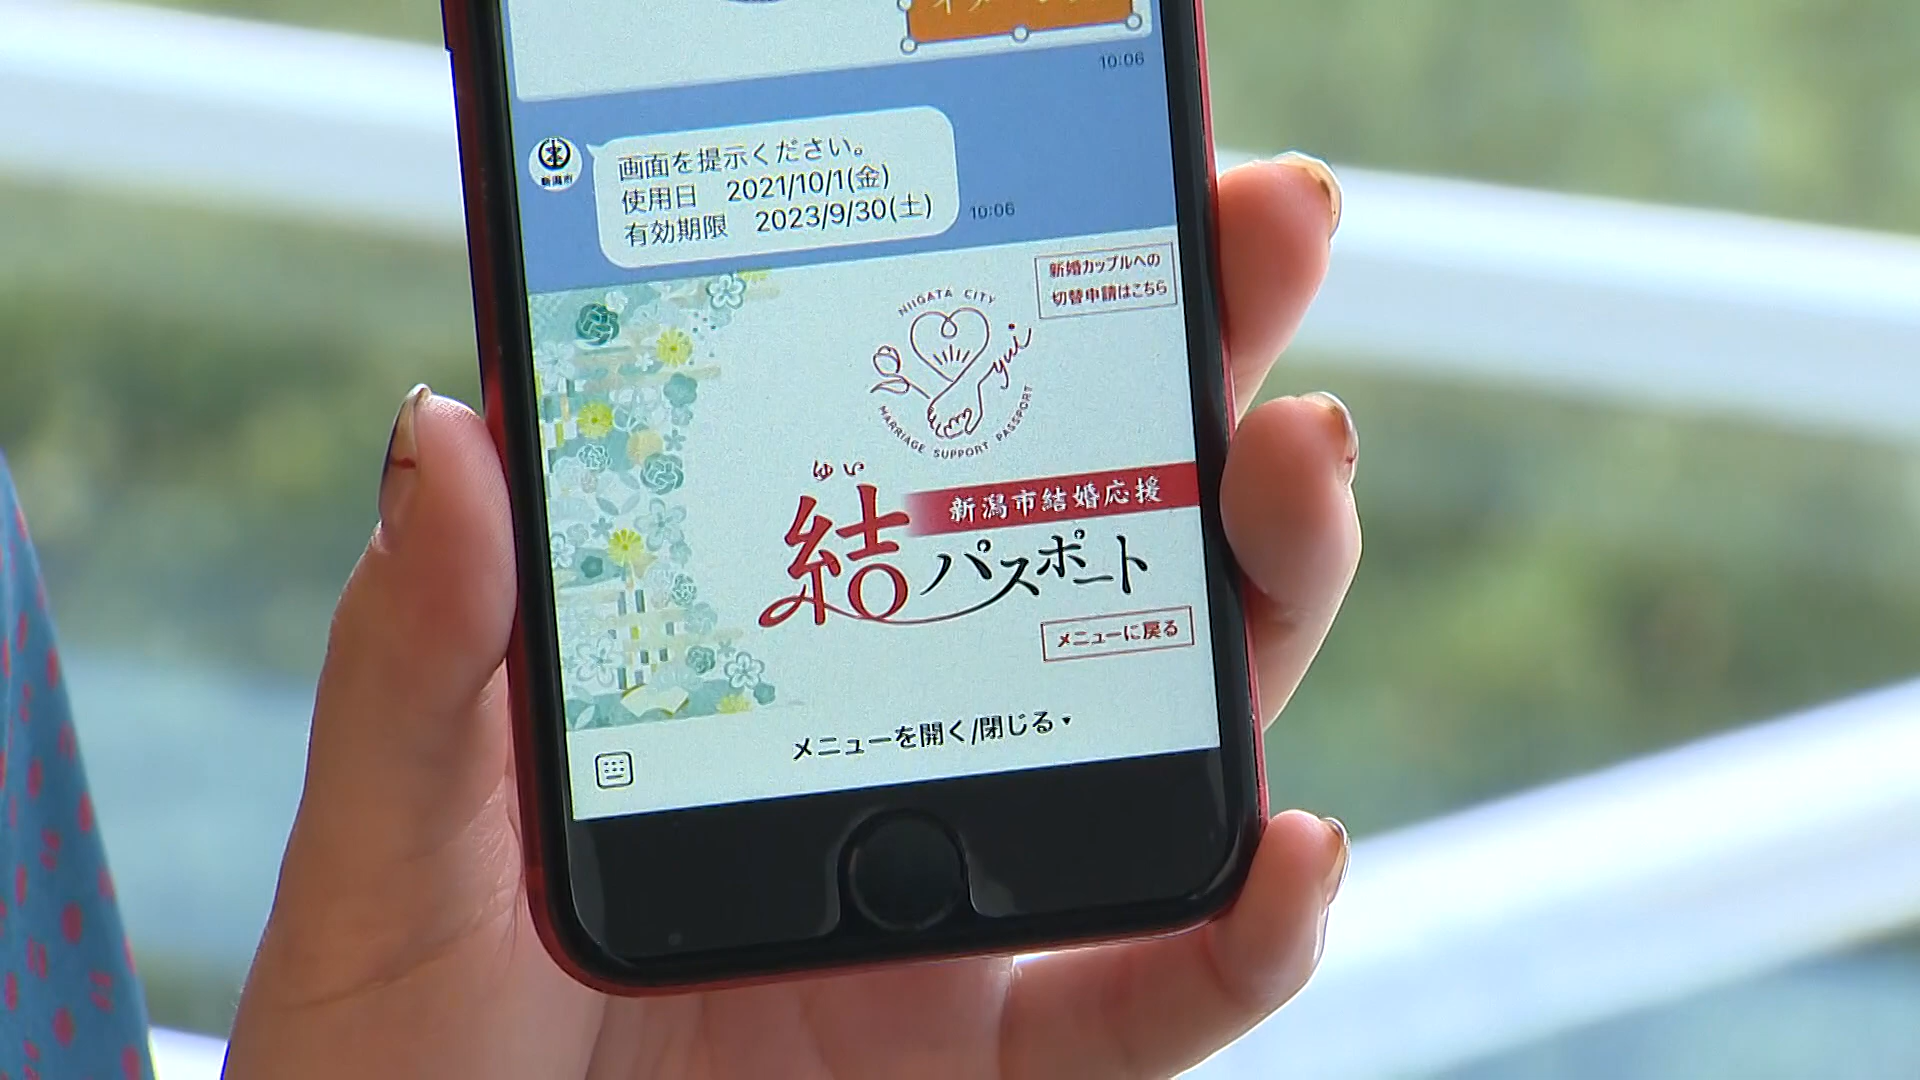 10:06
新潟市
画面を提示ください。
使用日 2021/10/1(金)
有効期限 2023/9/30(土)
10:06
新婚カップルへの
切替申請はこちら
NIIGATA CITY
yui
MARRIAGE SUPPORT PASSPORT
ゆい
新潟市結婚応援
結パスポート
メニューに戻る
メニューを開く/閉じる▾